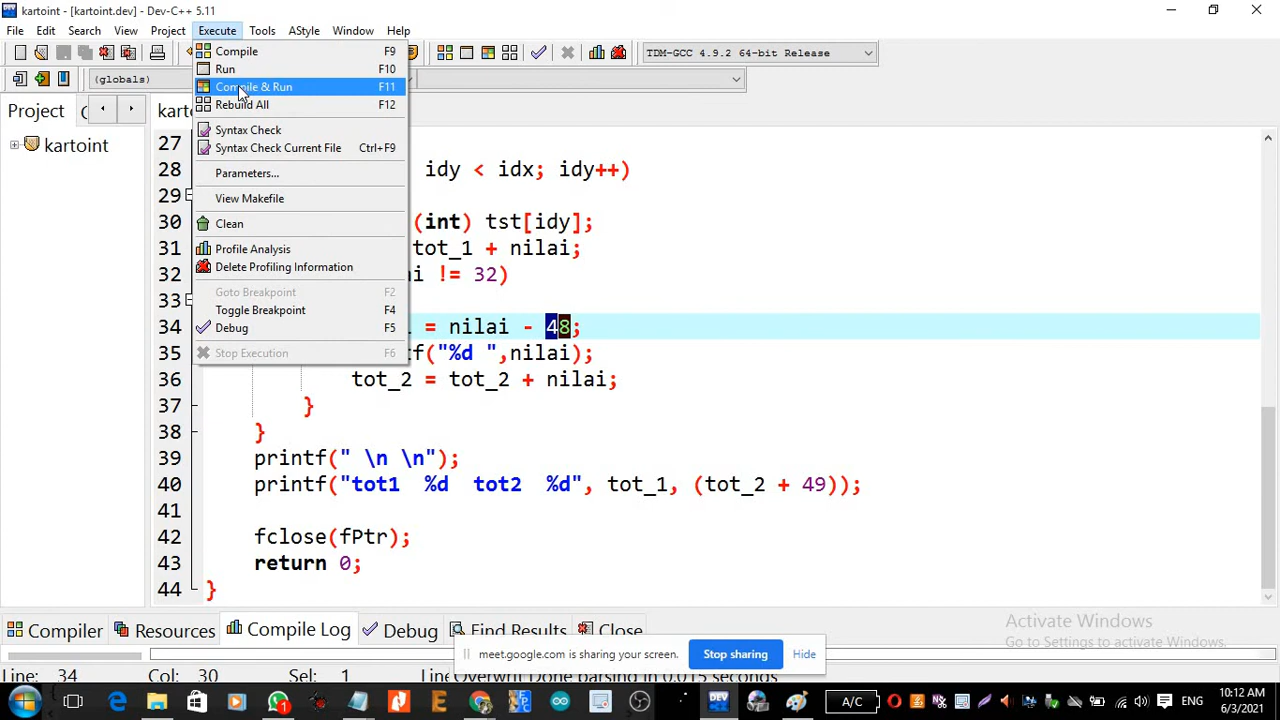 kartoint - [kartoint.dev] - Dev-C++ 5.11
File Edit Search View Project Execute Tools AStyle Window Help
Compile F9
Run F10
Compile & Run F11
Rebuild All F12
Syntax Check
Syntax Check Current File Ctrl+F9
Parameters...
View Makefile
Clean
Profile Analysis
Delete Profiling Information
Goto Breakpoint F2
Toggle Breakpoint F4
Debug F5
Stop Execution F6
TDM-GCC 4.9.2 64-bit Release
(globals)
Project
kartoint
27
28 idy < idx; idy++)
29
30 (int) tst[idy];
31 tot_1 + nilai;
32 != 32)
33
34 = nilai - 48;
35 ("%d ",nilai);
36 tot_2 = tot_2 + nilai;
37 }
38 }
39 printf(" \n \n");
40 printf("tot1 %d tot2 %d", tot_1, (tot_2 + 49));
41
42 fclose(fPtr);
43 return 0;
44 }
Compiler Resources Compile Log Debug Find Results Close
Activate Windows
Go to Settings to activate Windows.
meet.google.com is sharing your screen. Stop sharing Hide
Line: 34 Col: 30 Sel: 1 Done parsing in 0.015 seconds
A/C
ENG
10:12 AM
6/3/2021